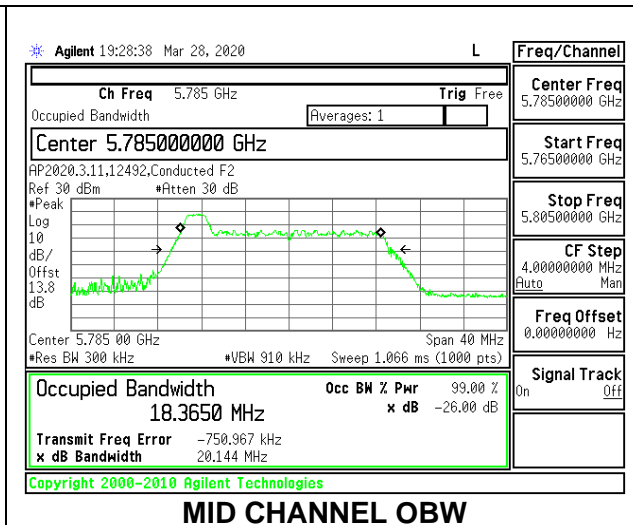 Agilent 19:28:38 Mar 28, 2020 L
Freq/Channel
Ch Freq 5.785 GHz Trig Free
Occupied Bandwidth Averages: 1
Center 5.785000000 GHz
AP2020.3.11,12492,Conducted F2
Ref 30 dBm #Atten 30 dB
#Peak
Log
10
dB/
Offst
13.8
dB
Center 5.785 00 GHz Span 40 MHz
#Res BW 300 kHz #VBW 910 kHz Sweep 1.066 ms (1000 pts)
Occupied Bandwidth Occ BW % Pwr 99.00 %
18.3650 MHz x dB -26.00 dB
Transmit Freq Error -750.967 kHz
x dB Bandwidth 20.144 MHz
Copyright 2000-2010 Agilent Technologies
Center Freq
5.78500000 GHz
Start Freq
5.76500000 GHz
Stop Freq
5.80500000 GHz
CF Step
4.00000000 MHz
Auto Man
Freq Offset
0.00000000 Hz
Signal Track
On Off
MID CHANNEL OBW